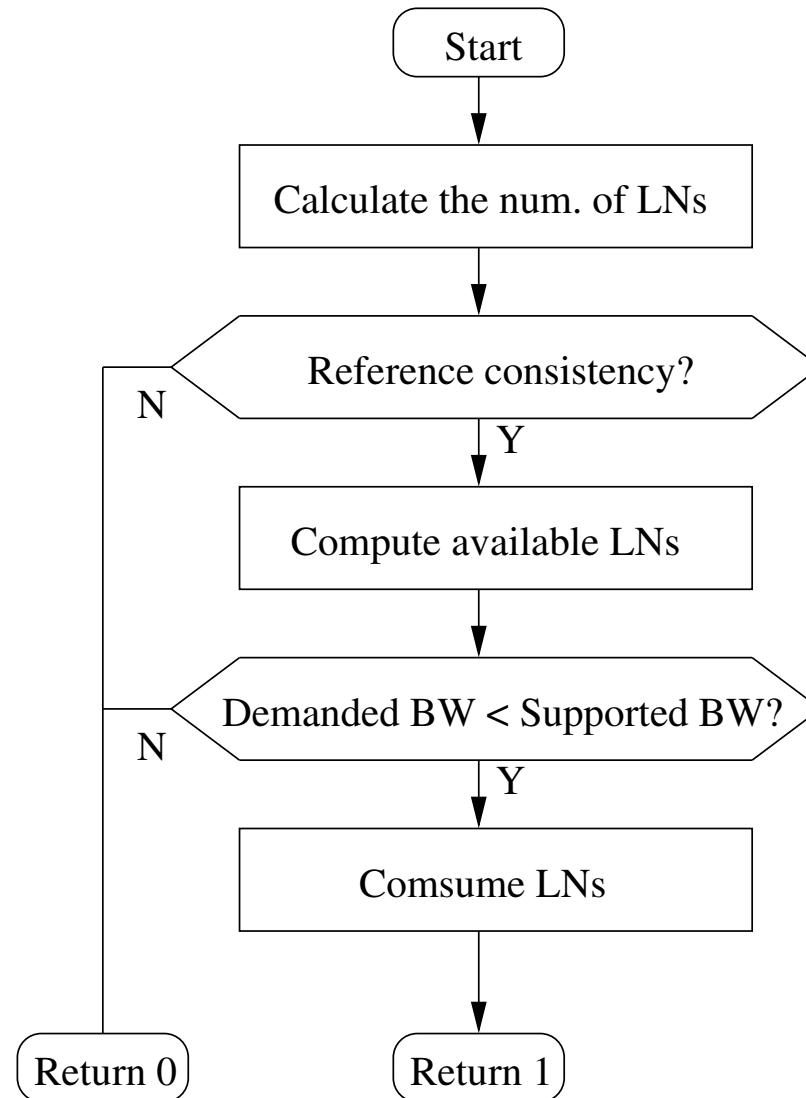 Start
Calculate the num. of LNs
Reference consistency?
N
Y
Compute available LNs
Demanded BW < Supported BW?
N
Y
Comsume LNs
Return 0
Return 1